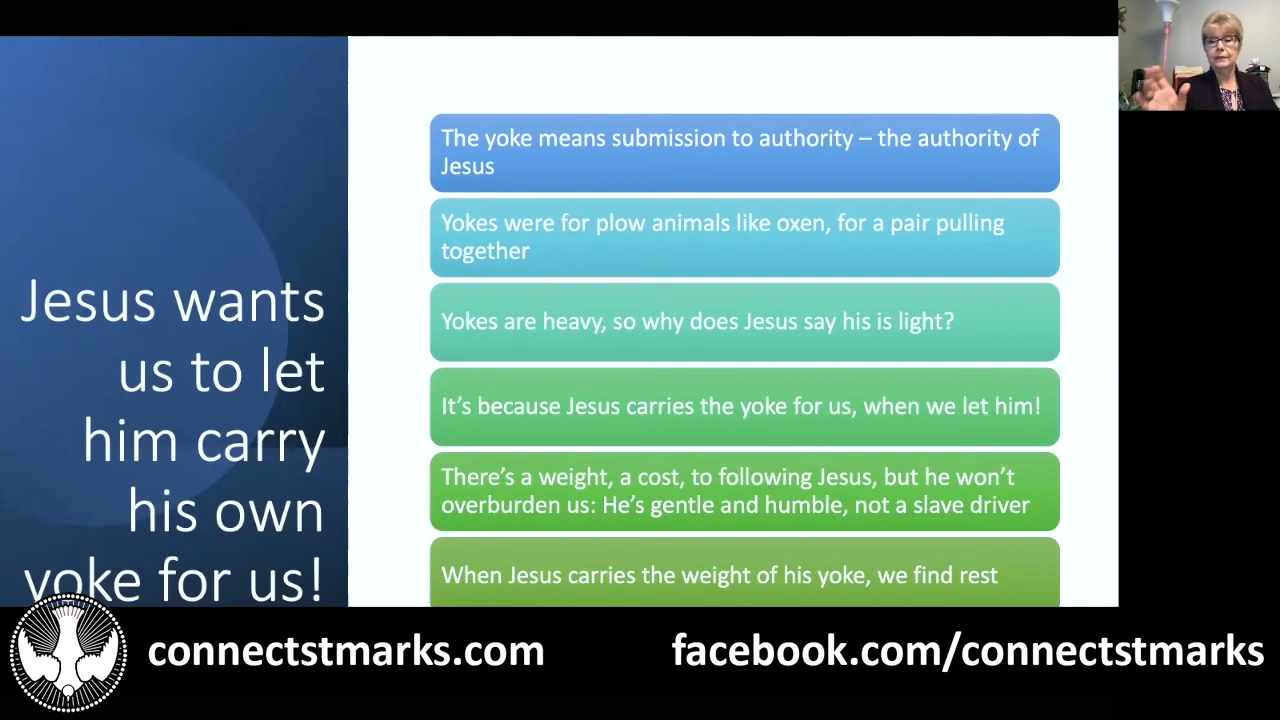 Jesus wants
us to let
him carry
his own
yoke for us!
The yoke means submission to authority – the authority of
Jesus
Yokes were for plow animals like oxen, for a pair pulling
together
Yokes are heavy, so why does Jesus say his is light?
It’s because Jesus carries the yoke for us, when we let him!
There’s a weight, a cost, to following Jesus, but he won’t
overburden us: He’s gentle and humble, not a slave driver
When Jesus carries the weight of his yoke, we find rest
connectstmarks.com
facebook.com/connectstmarks